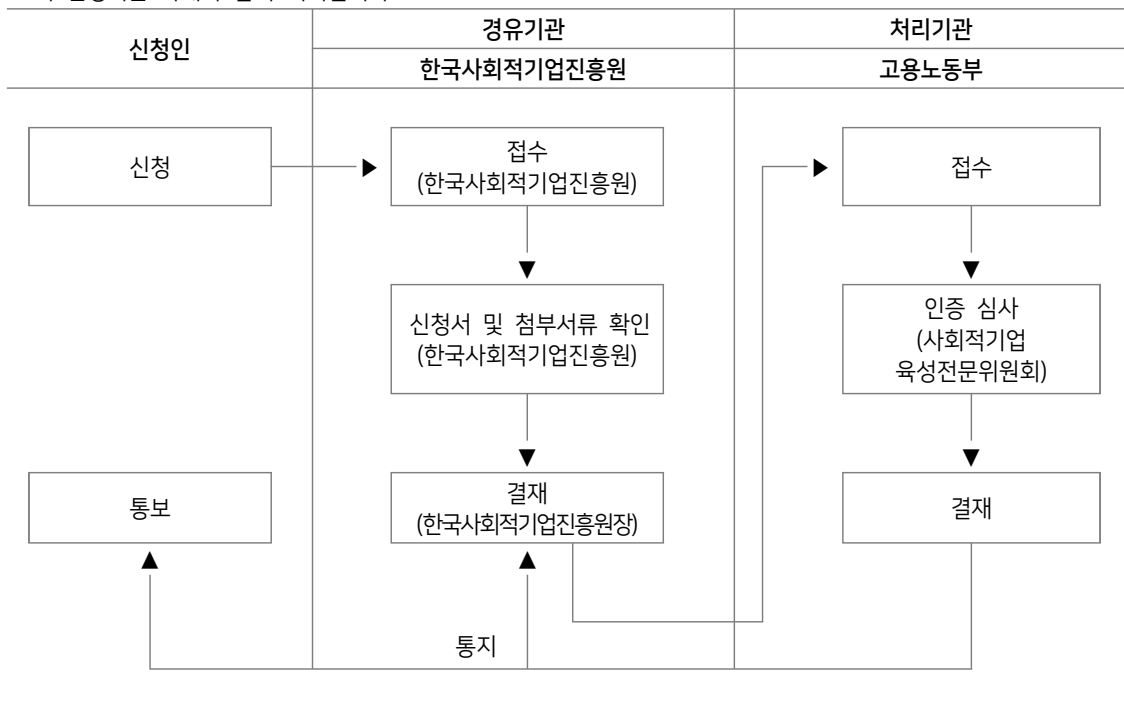 신청인
경유기관
처리기관
한국사회적기업진흥원
고용노동부
신청
접수
(한국사회적기업진흥원)
접수
신청서 및 첨부서류 확인
(한국사회적기업진흥원)
인증 심사
(사회적기업
육성전문위원회)
통보
결재
(한국사회적기업진흥원장)
결재
통지